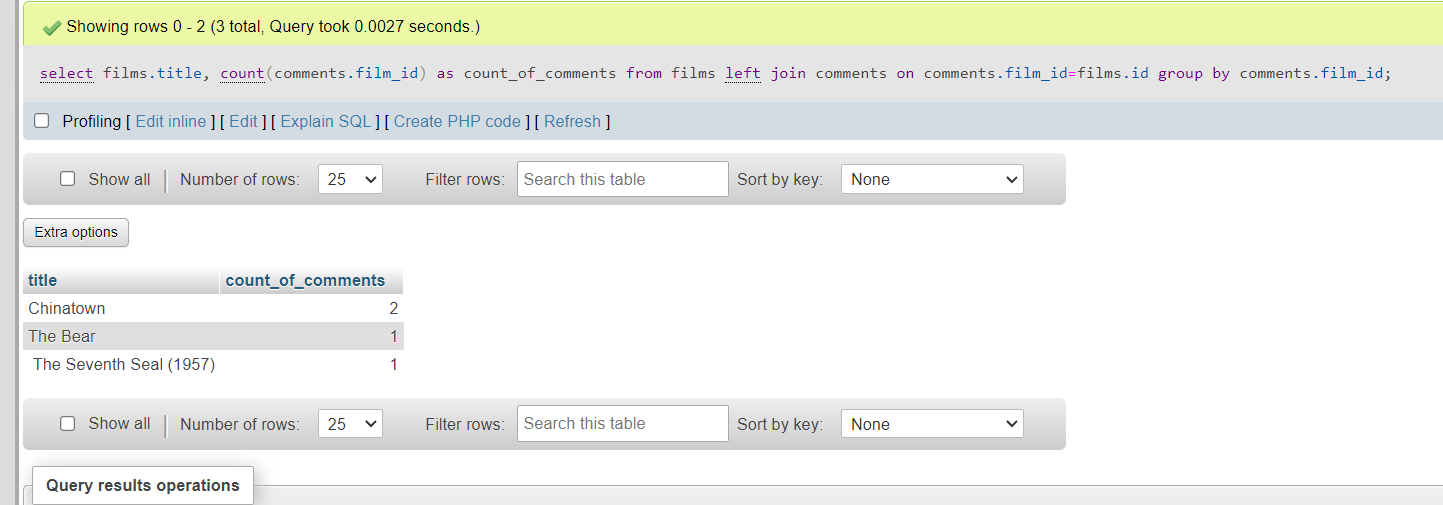 Showing rows 0 - 2 (3 total, Query took 0.0027 seconds.)
select films.title, count(comments.film_id) as count_of_comments from films left join comments on comments.film_id=films.id group by comments.film_id;
Profiling [ Edit inline ] [ Edit ] [ Explain SQL ] [ Create PHP code ] [ Refresh ]
Show all Number of rows: 25 Filter rows: Search this table Sort by key: None
Extra options
title count_of_comments
Chinatown 2
The Bear 1
The Seventh Seal (1957) 1
Show all Number of rows: 25 Filter rows: Search this table Sort by key: None
Query results operations